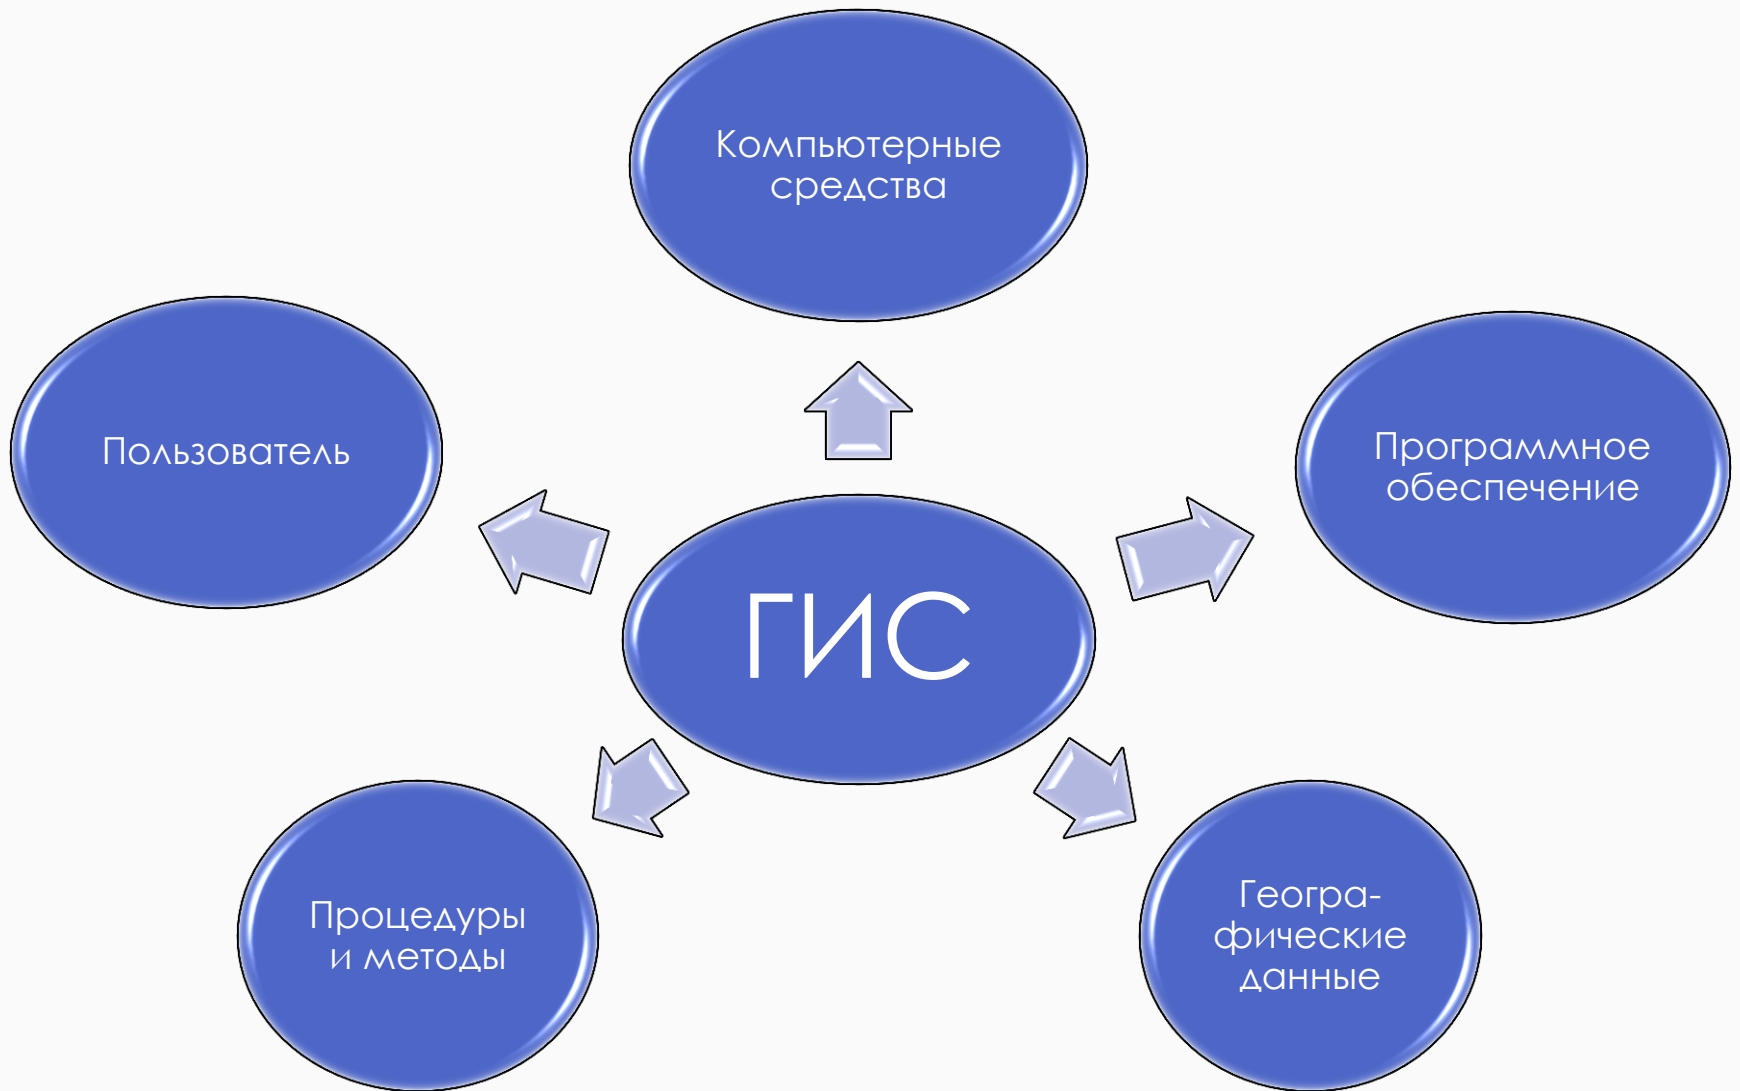 Компьютерные
средства
Пользователь
Программное
обеспечение
ГИС
Процедуры
и методы
Геогра-
фические
данные